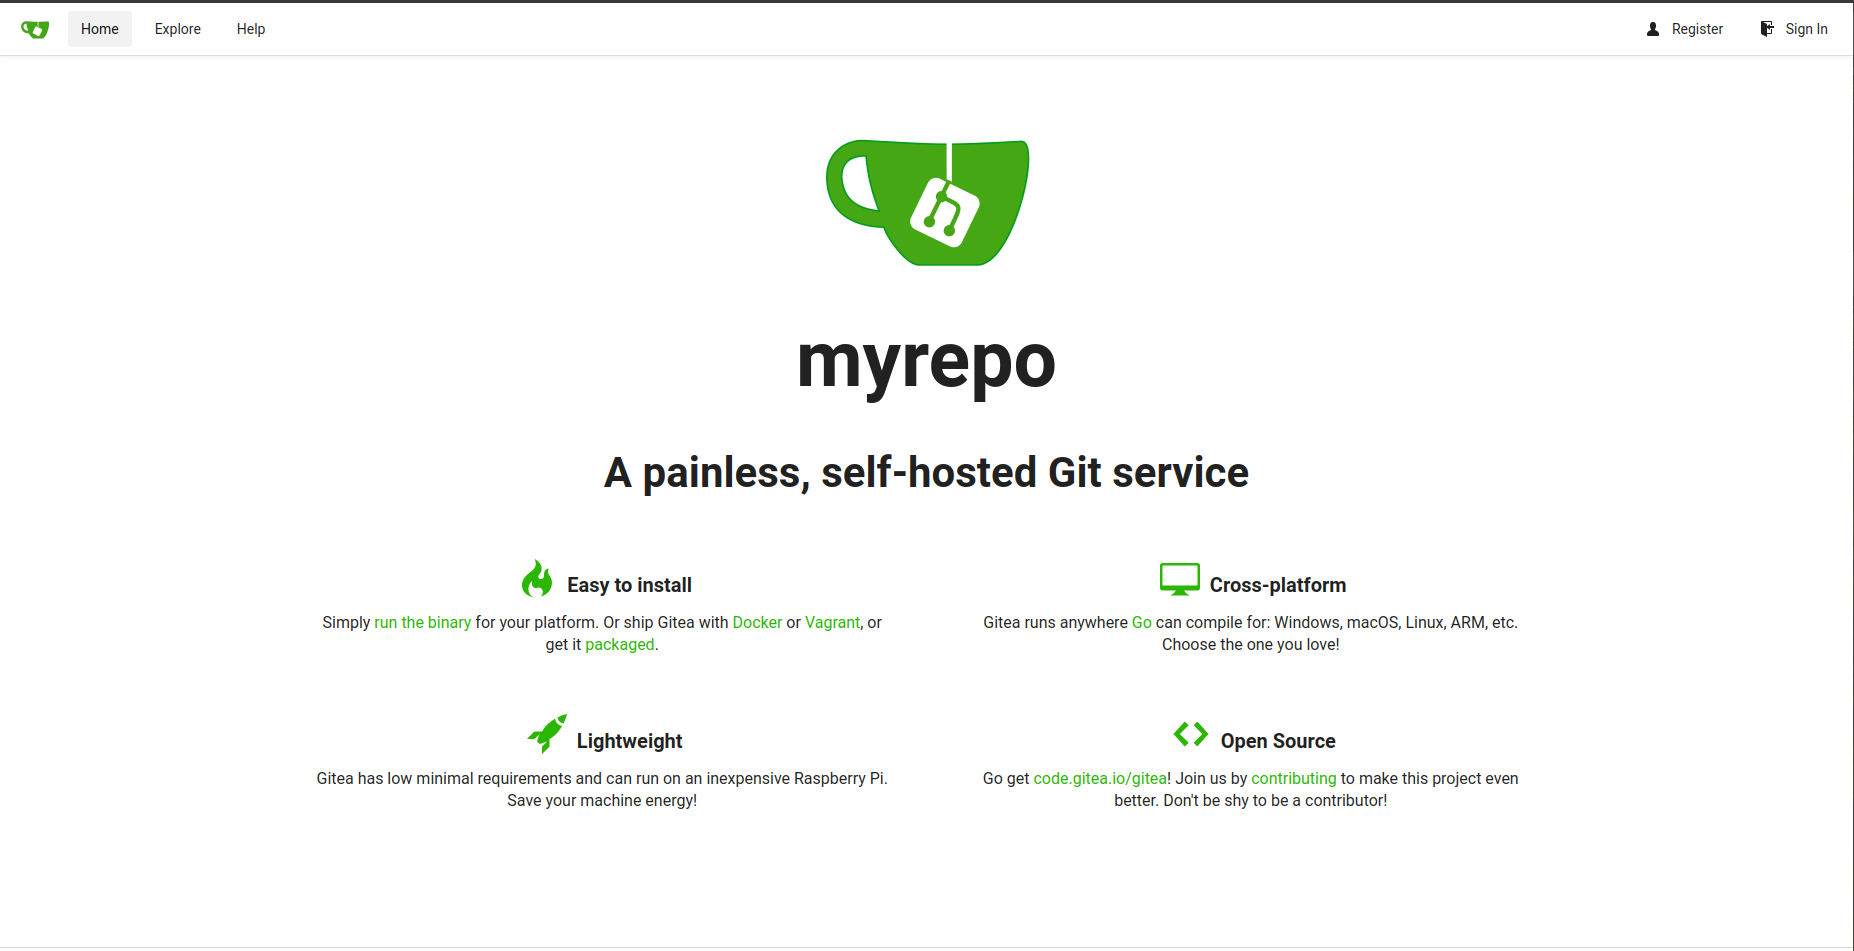 Home Explore Help Register Sign In
myrepo
A painless, self-hosted Git service
Easy to install
Simply run the binary for your platform. Or ship Gitea with Docker or Vagrant, or
get it packaged.
Cross-platform
Gitea runs anywhere Go can compile for: Windows, macOS, Linux, ARM, etc.
Choose the one you love!
Lightweight
Gitea has low minimal requirements and can run on an inexpensive Raspberry Pi.
Save your machine energy!
Open Source
Go get code.gitea.io/gitea! Join us by contributing to make this project even
better. Don't be shy to be a contributor!